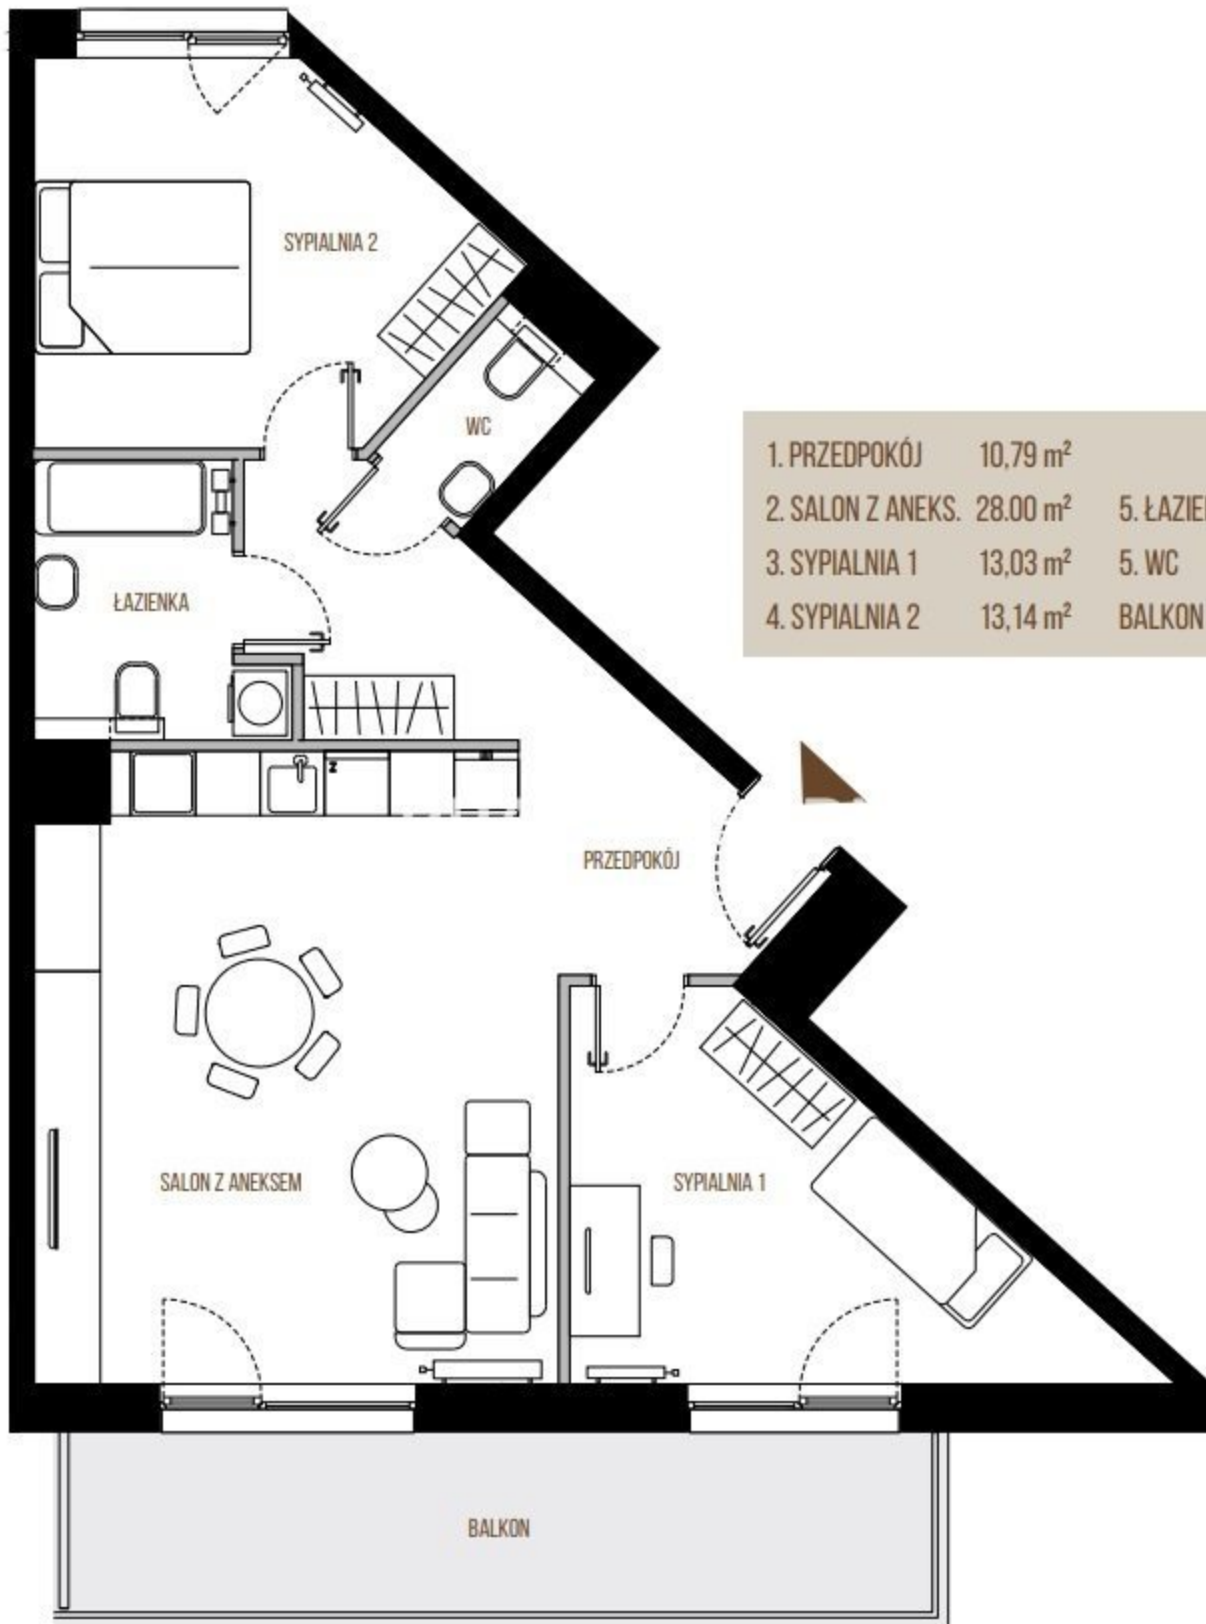 SYPIALNIA 2
WC
1. PRZEDPOKÓJ 10,79 m²
2. SALON Z ANEKS. 28.00 m² 5. ŁAZIE
3. SYPIALNIA 1 13,03 m² 5. WC
4. SYPIALNIA 2 13,14 m² BALKON
ŁAZIENKA
Z
PRZEDPOKÓJ
SALON Z ANEKSEM
SYPIALNIA 1
BALKON